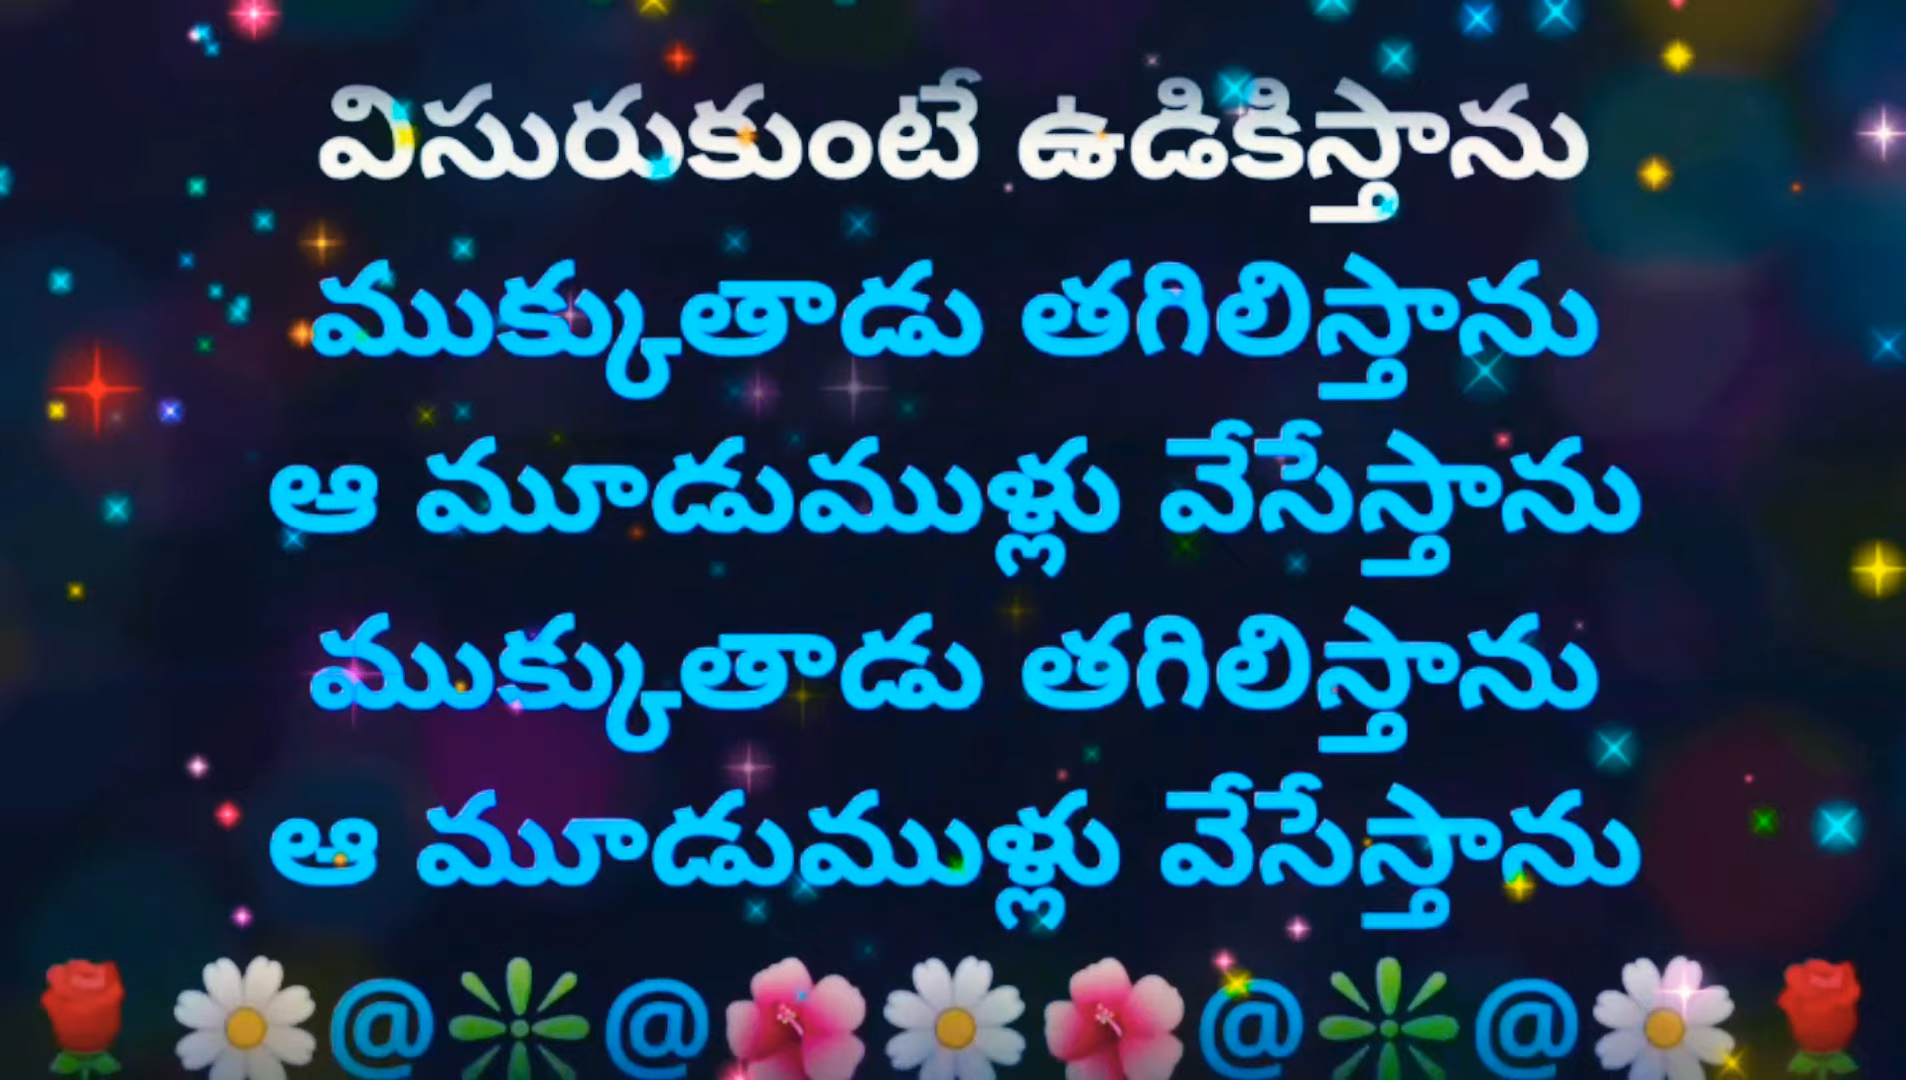 విసురుకుంటే ఉడికిస్తాను
ముక్కుతాడు తగిలిస్తాను
ఆ మూడుముళ్లు వేసేస్తాను
ముక్కుతాడు తగిలిస్తాను
ఆ మూడుముళ్లు వేసేస్తాను
@ @ @ @